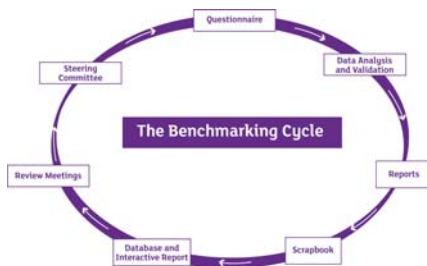 Questionnaire
Steering
Committee
Data Analysis
and Validation
The Benchmarking Cycle
Review Meetings
Reports
Database and
Interactive Report
Scrapbook